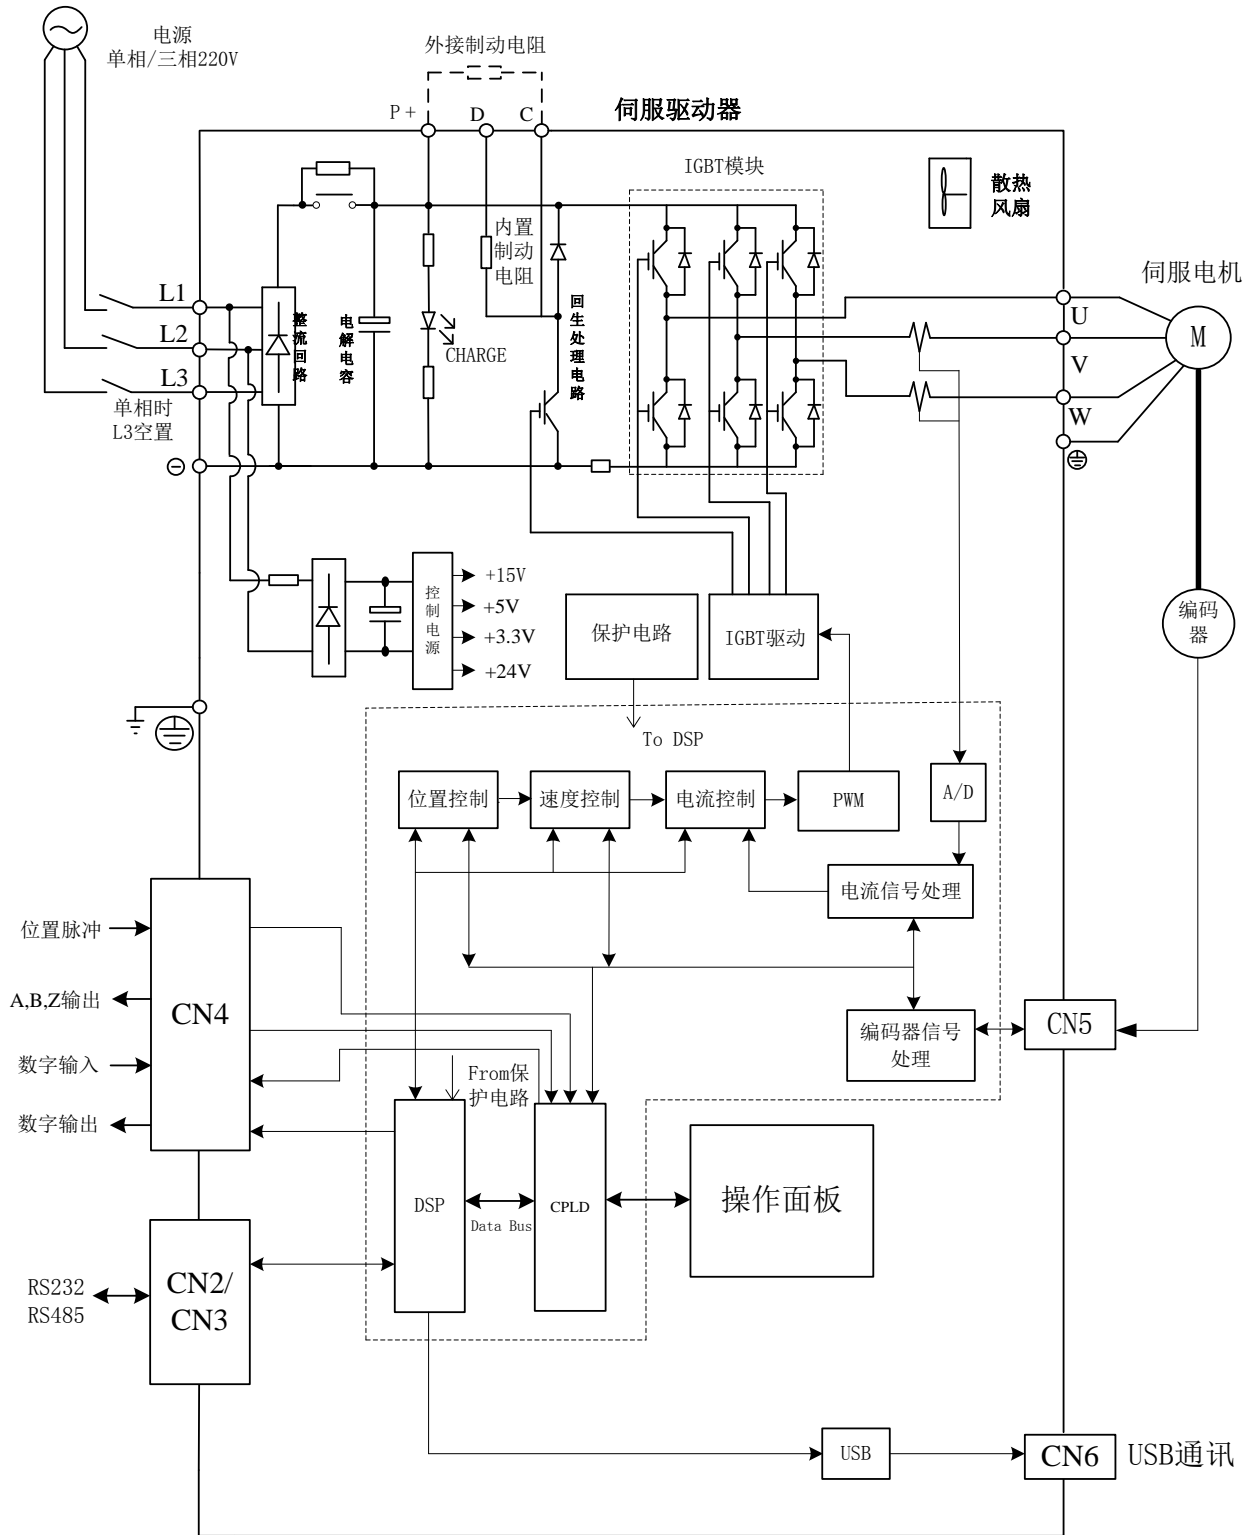 电源
单相/三相220V
外接制动电阻
P+
D
C
伺服驱动器
IGBT模块
散热
风扇
内置
制动
电阻
伺服电机
L1
L2
L3
整流回路
电解电容
CHARGE
回生处理电路
U
V
W
M
单相时
L3空置
控制电源
+15V
+5V
+3.3V
+24V
保护电路
IGBT驱动
编码
器
To DSP
位置控制
速度控制
电流控制
PWM
A/D
电流信号处理
位置脉冲
A,B,Z输出
数字输入
数字输出
CN4
编码器信号
处理
CN5
From保
护电路
DSP
Data Bus
CPLD
操作面板
RS232
RS485
CN2/
CN3
USB
CN6
USB通讯